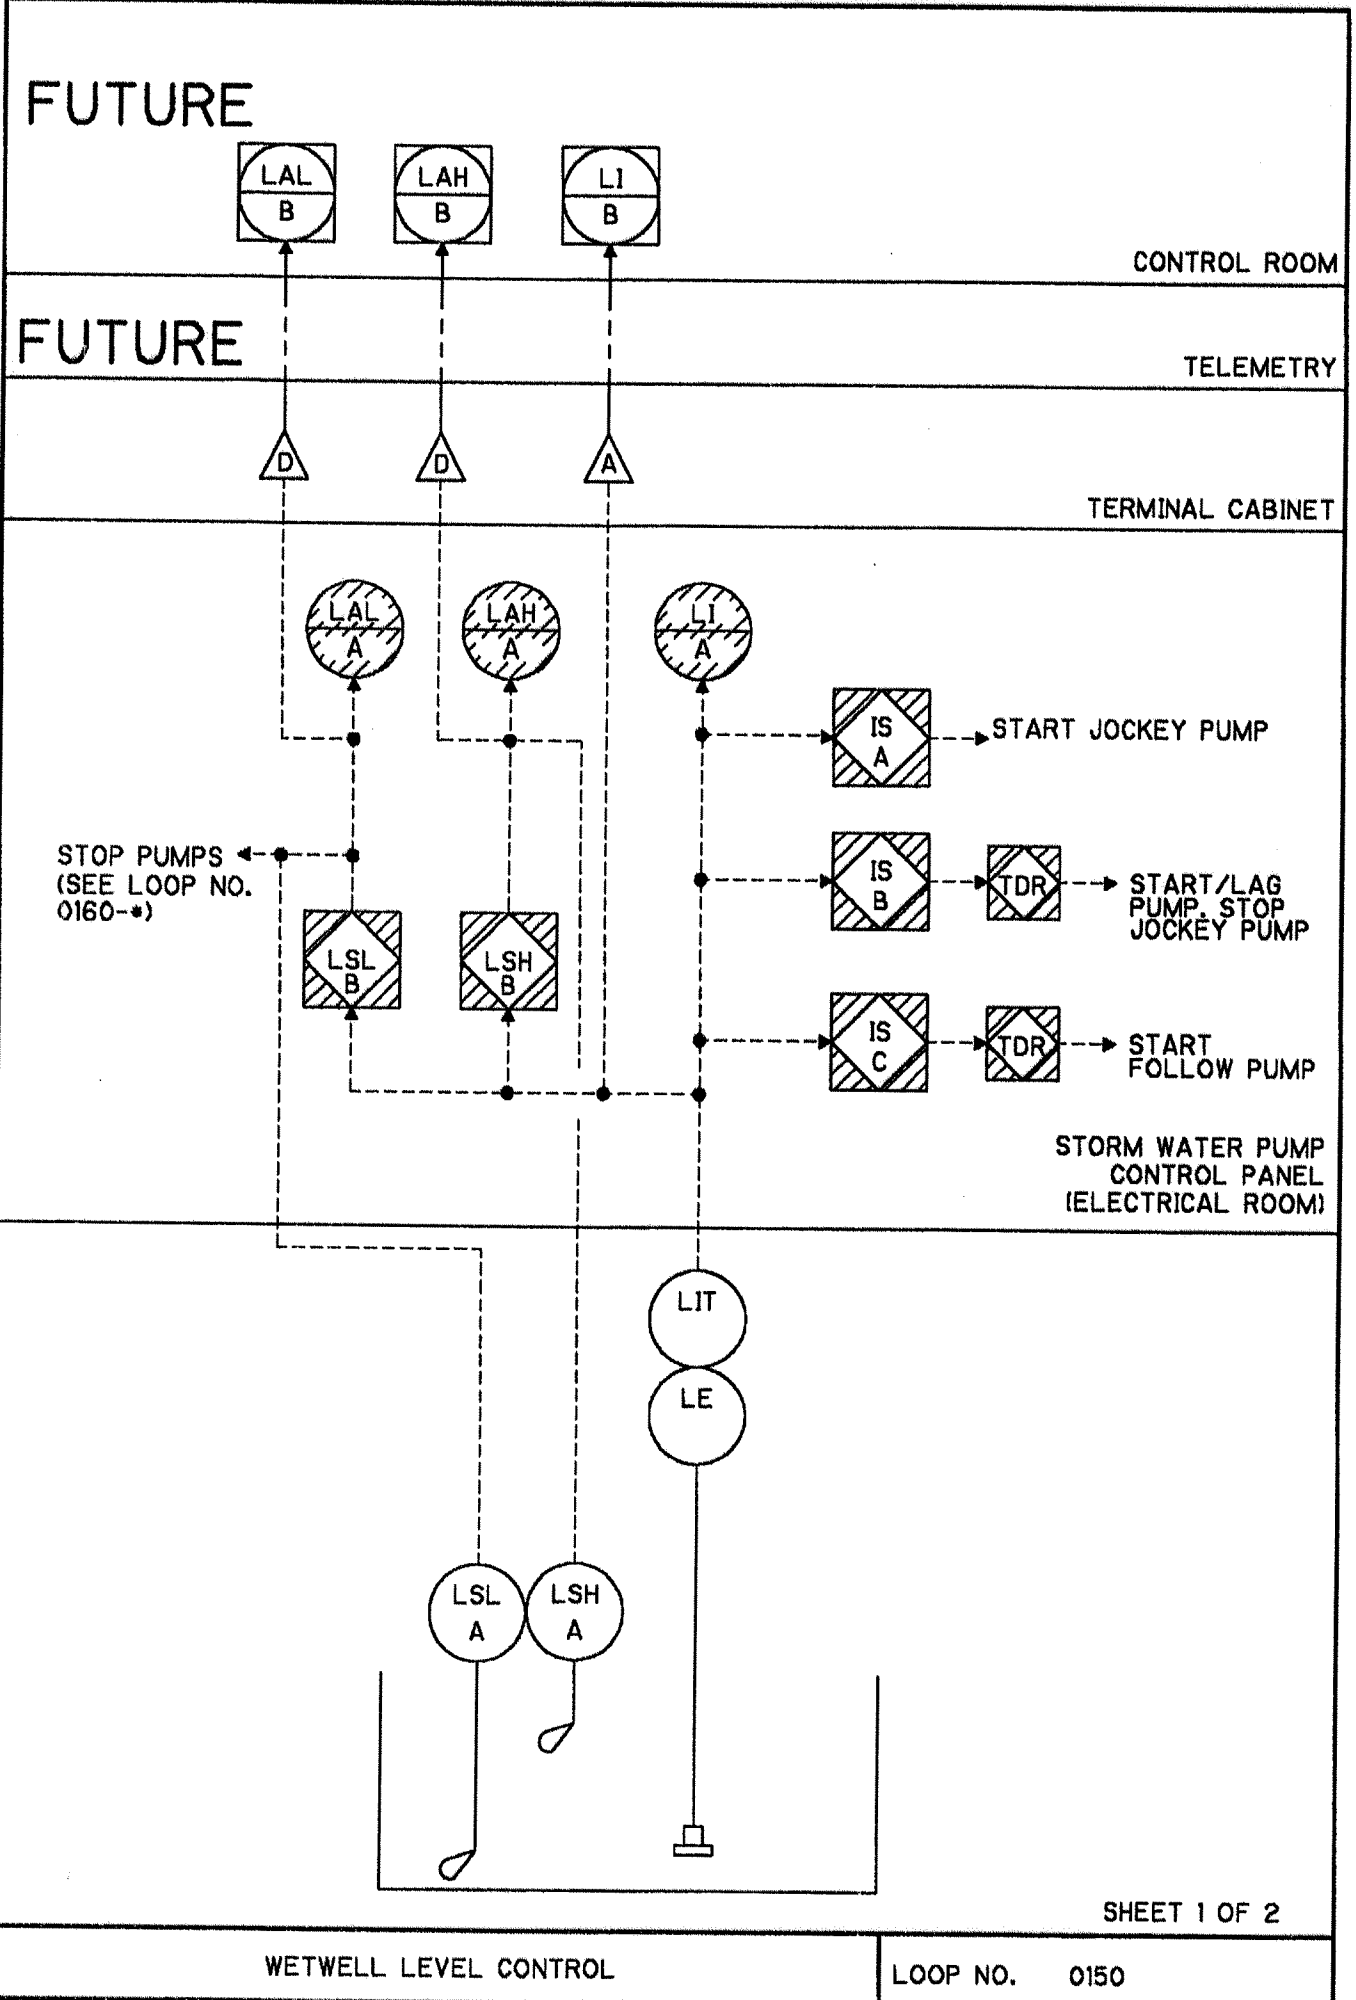 FUTURE
LAL
B
LAH
B
LI
B
CONTROL ROOM
FUTURE
TELEMETRY
D
D
A
TERMINAL CABINET
LAL
A
LAH
A
LI
A
IS
A
START JOCKEY PUMP
STOP PUMPS
(SEE LOOP NO.
0160-*)
IS
B
TDR
START/LAG
PUMP. STOP
JOCKEY PUMP
LSL
B
LSH
B
IS
C
TDR
START
FOLLOW PUMP
STORM WATER PUMP
CONTROL PANEL
(ELECTRICAL ROOM)
LIT
LE
LSL
A
LSH
A
SHEET 1 OF 2
WETWELL LEVEL CONTROL
LOOP NO. 0150